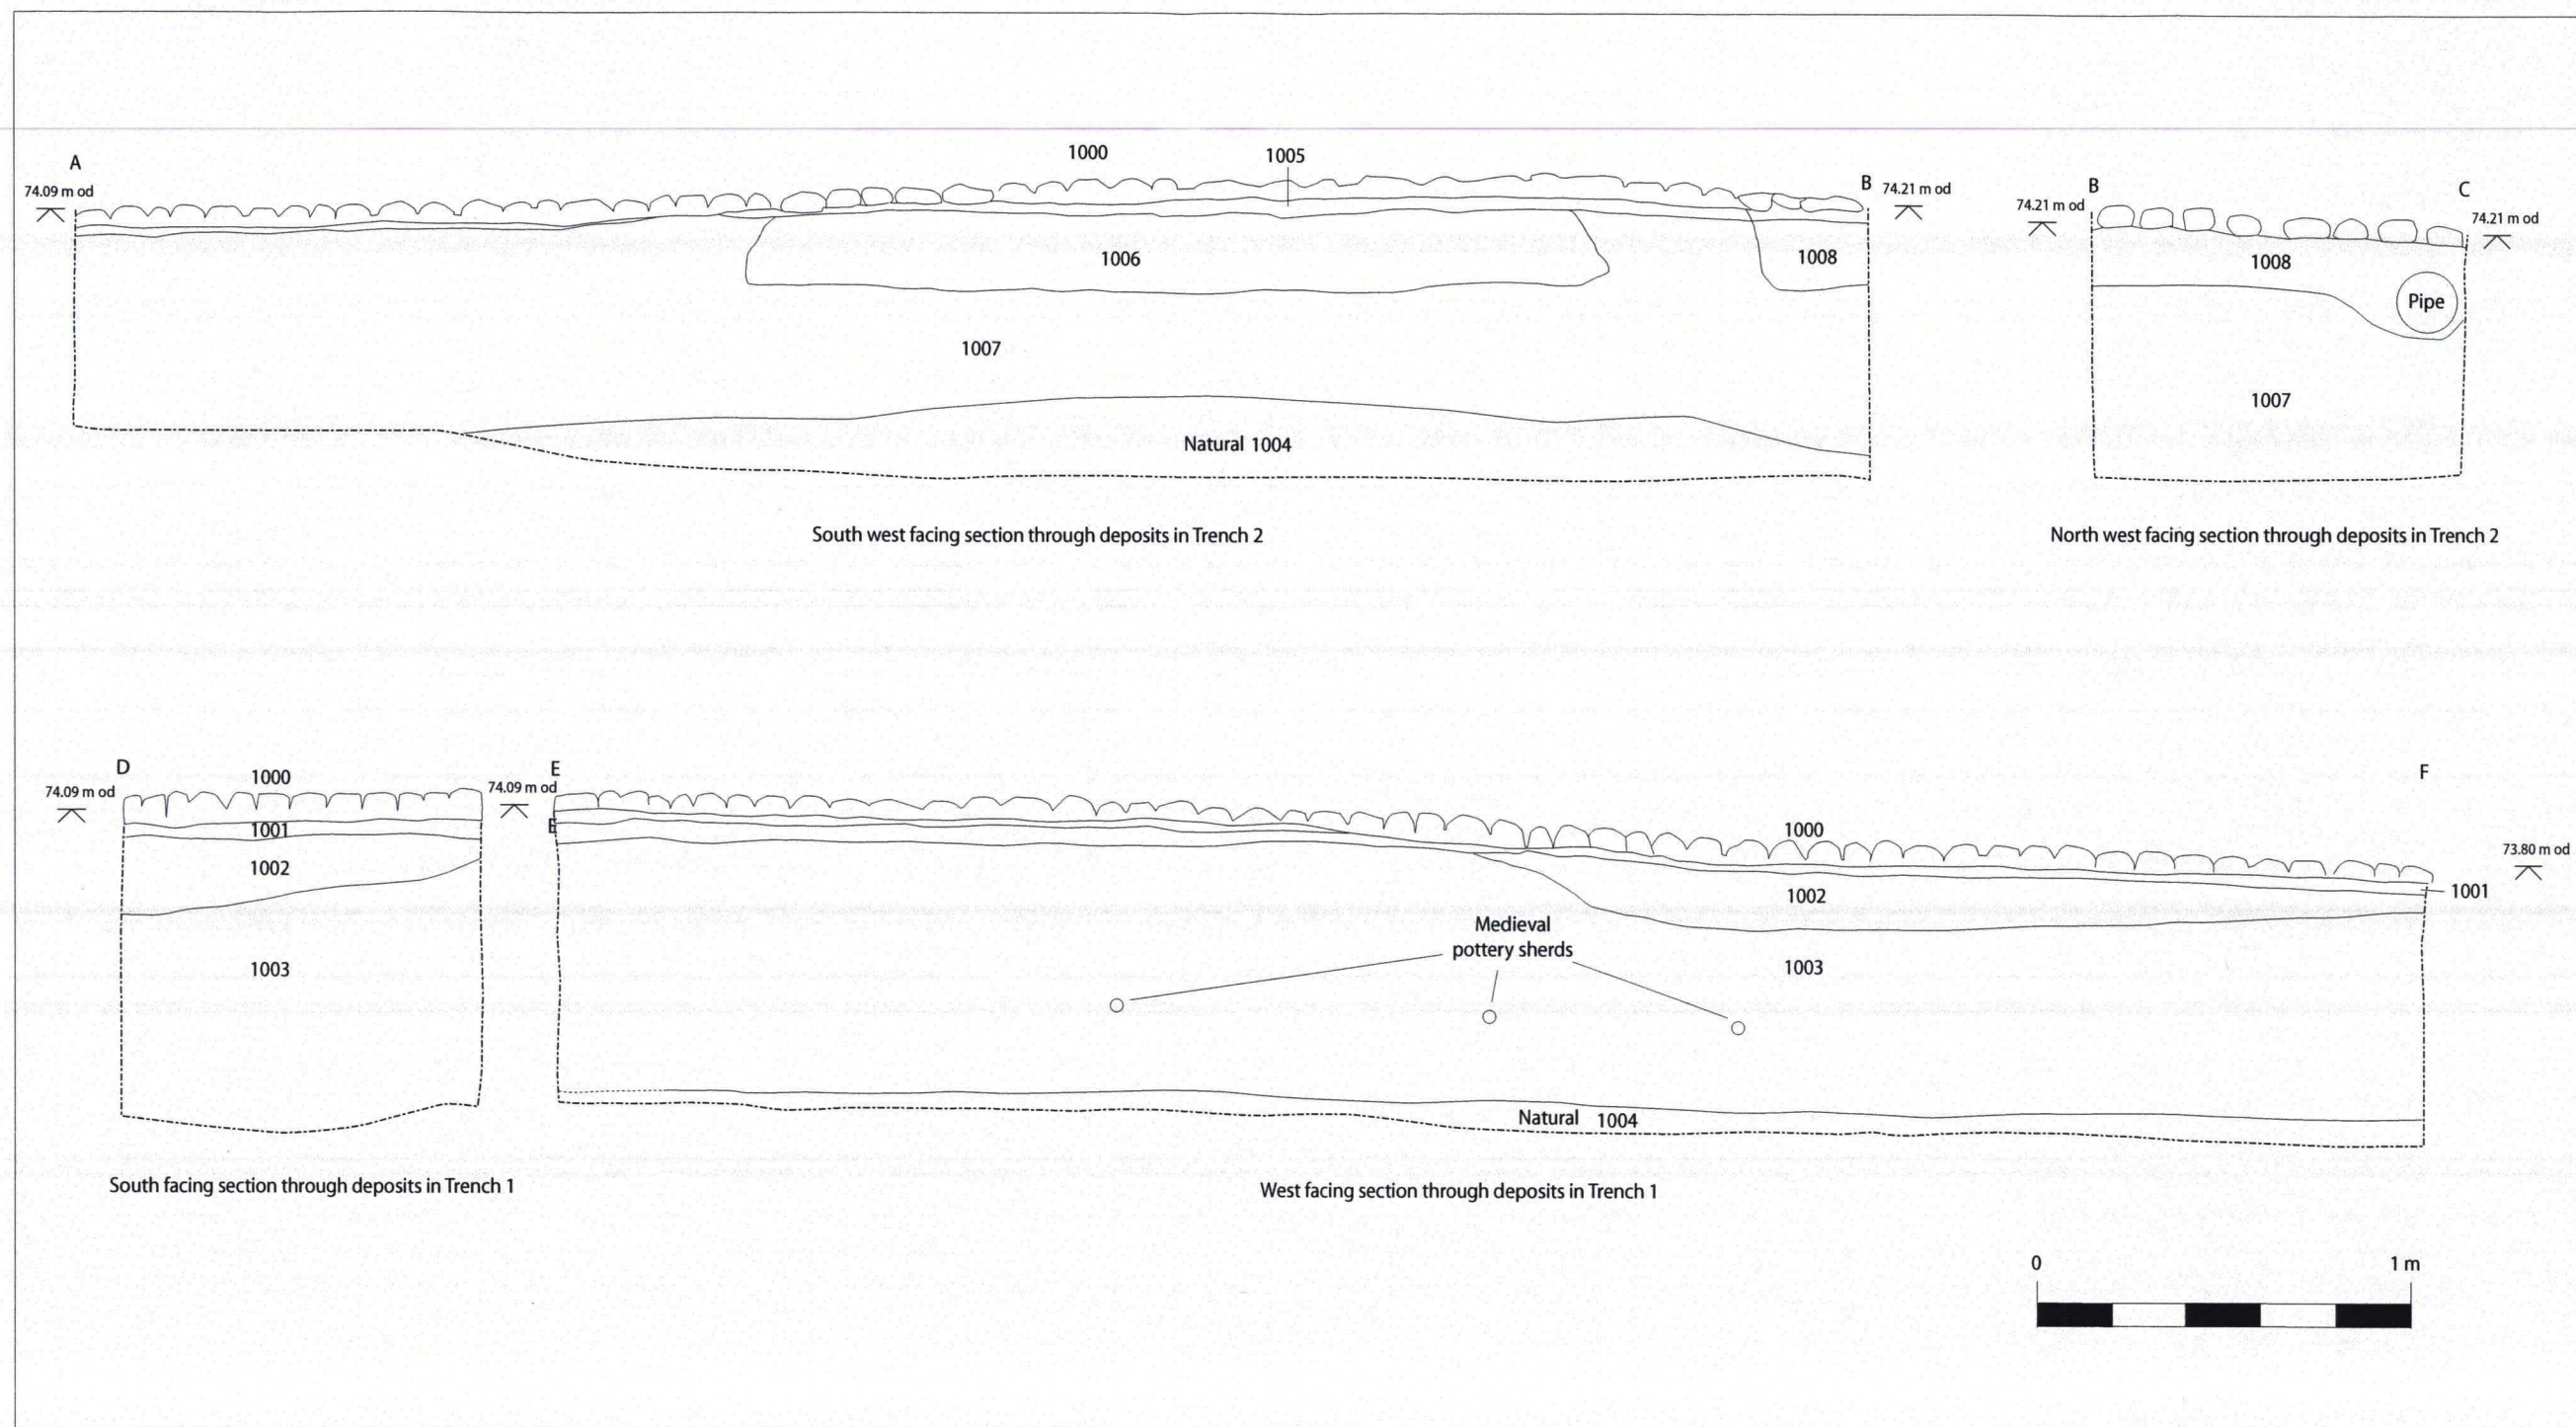 A
74.09 m od
1000
1005
B 74.21 m od
1006
1008
1007
Natural 1004
South west facing section through deposits in Trench 2
B
C
74.21 m od
74.21 m od
1008
Pipe
1007
North west facing section through deposits in Trench 2
D
74.09 m od
1000
1001
1002
1003
South facing section through deposits in Trench 1
E
74.09 m od
E
F
1000
73.80 m od
1002
1001
Medieval
pottery sherds
1003
Natural 1004
West facing section through deposits in Trench 1
0
1 m